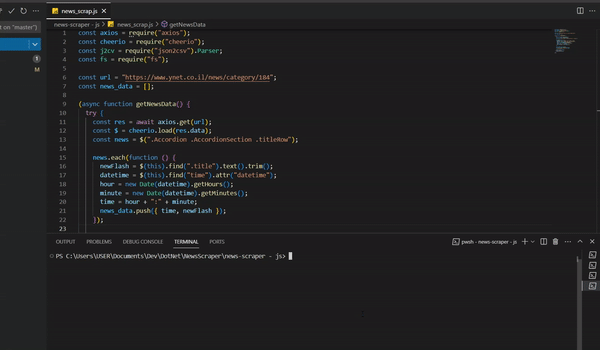 news_scrap.js
news-scraper - js > news_scrap.js > getNewsData
t on "master")
1
M
1 const axios = require("axios");
2 const cheerio = require("cheerio");
3 const j2cv = require("json2csv").Parser;
4 const fs = require("fs");
5
6 const url = "https://www.ynet.co.il/news/category/184";
7 const news_data = [];
8
9 (async function getNewsData() {
10 try {
11 const res = await axios.get(url);
12 const $ = cheerio.load(res.data);
13 const news = $(".Accordion .AccordionSection .titleRow");
14
15 news.each(function () {
16 newFlash = $(this).find(".title").text().trim();
17 datetime = $(this).find("time").attr("datetime");
18 hour = new Date(datetime).getHours();
19 minute = new Date(datetime).getMinutes();
20 time = hour + ":" + minute;
21 news_data.push({ time, newFlash });
22 });
23
OUTPUT PROBLEMS DEBUG CONSOLE TERMINAL PORTS pwsh - news-scraper - js
PS C:\Users\USER\Documents\Dev\DotNet\NewsScraper\news-scraper - js>